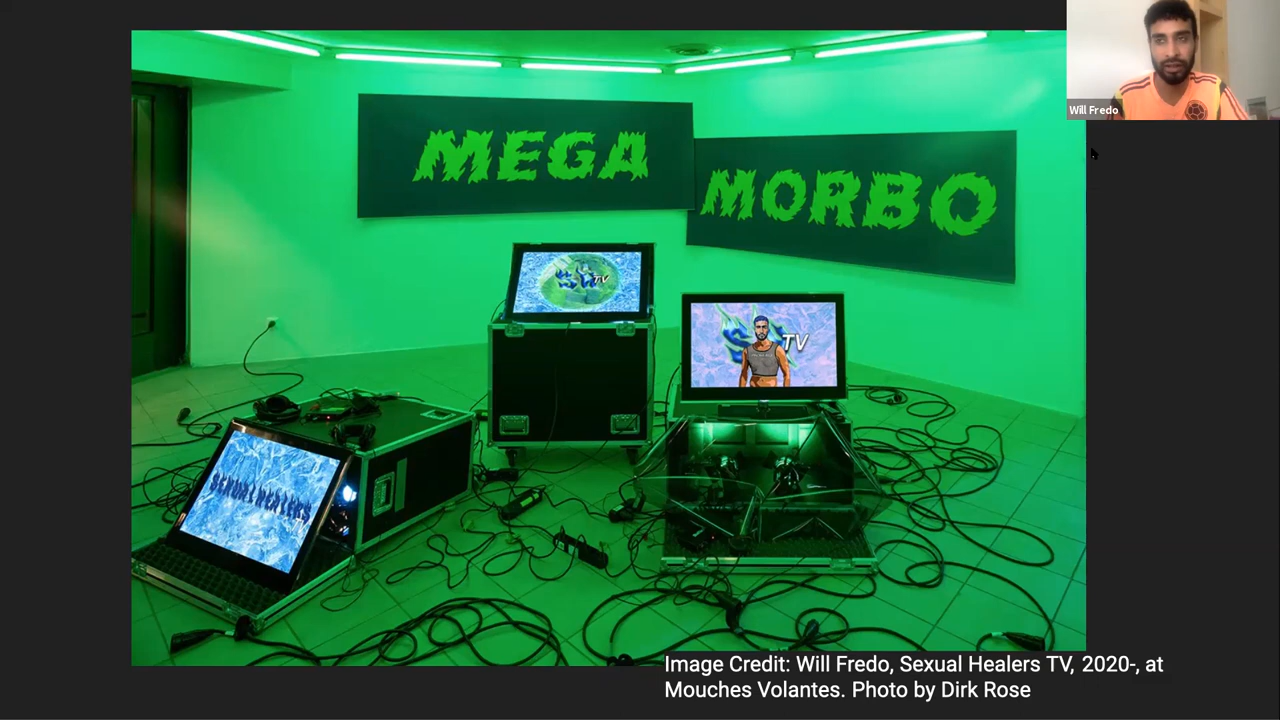 Will Fredo
MEGA
MORBO
TV
TV
SEXUAL HEALERS
Image Credit: Will Fredo, Sexual Healers TV, 2020-, at
Mouches Volantes. Photo by Dirk Rose